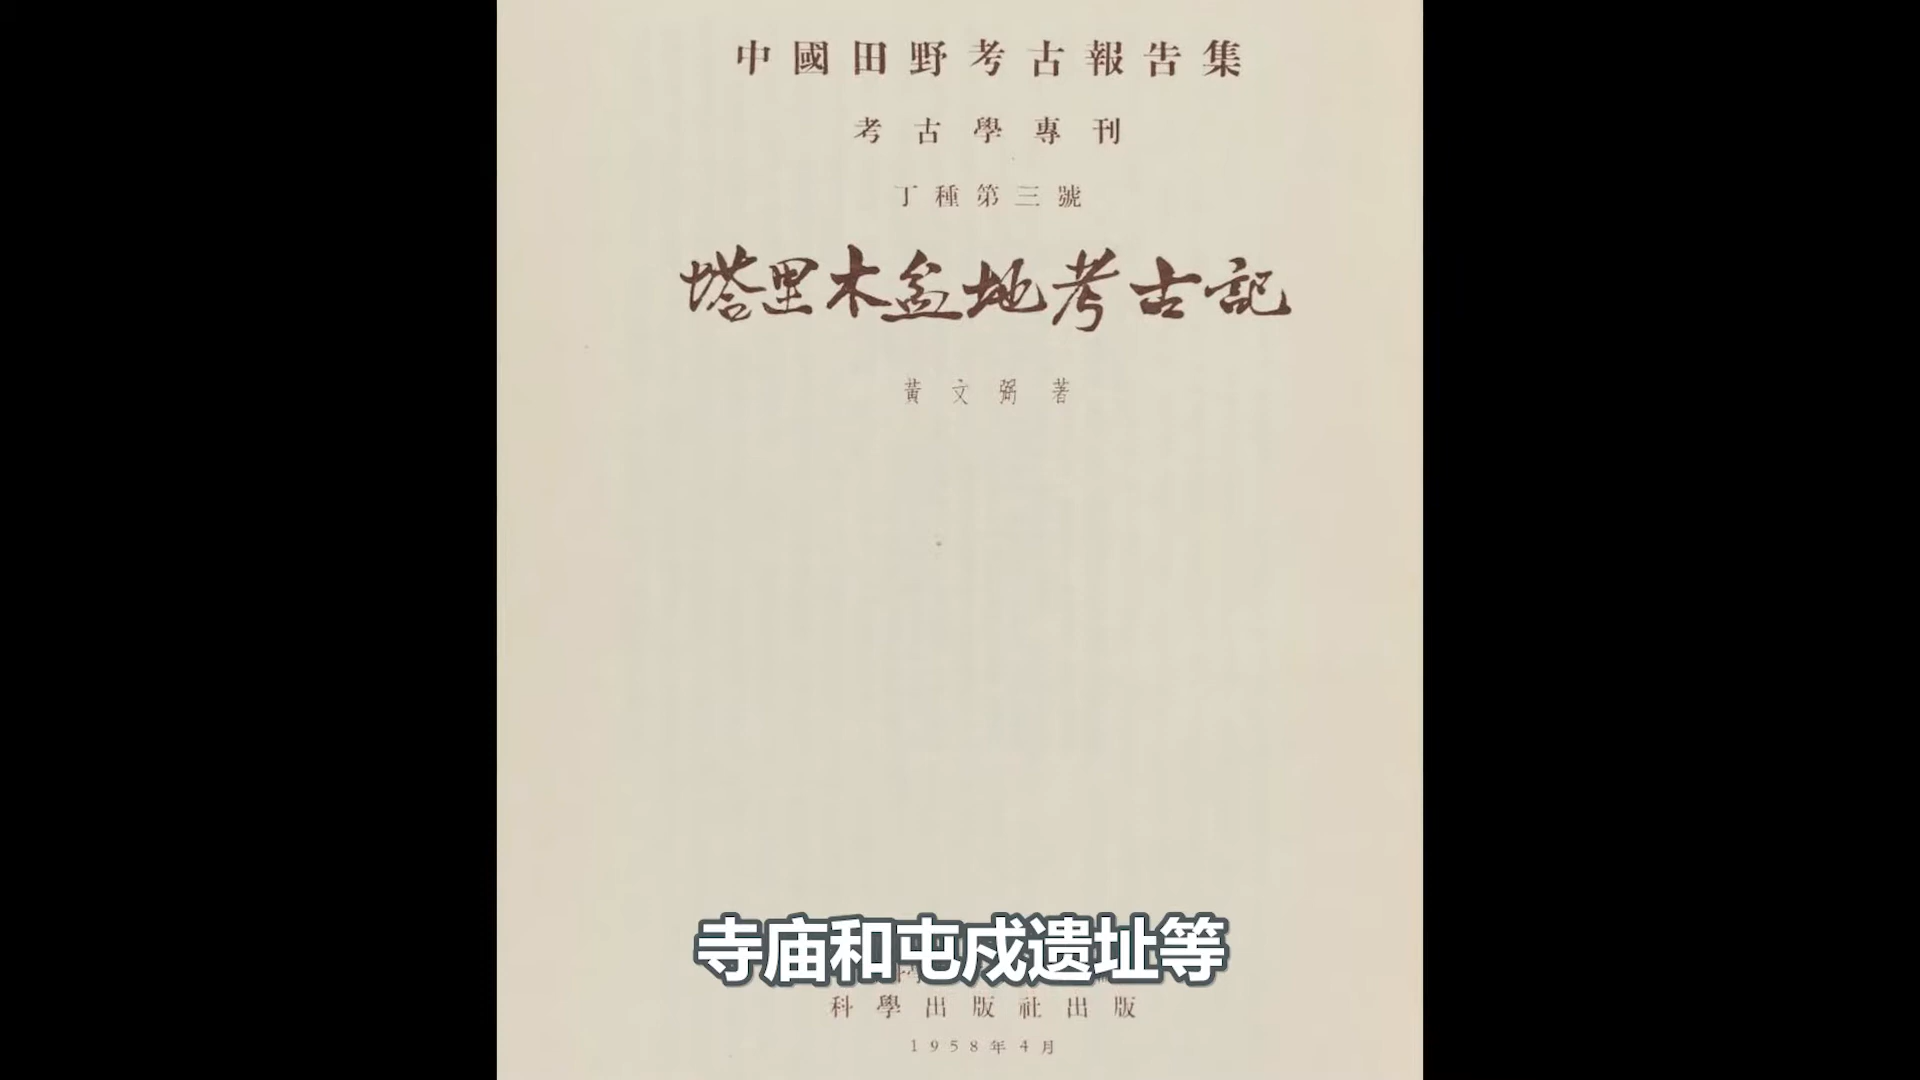 中國田野考古報告集
考古學專刊
丁種第三號
塔里木盆地考古記
黃文弼著
寺庙和屯戍遗址等
科學出版社出版
1958年4月